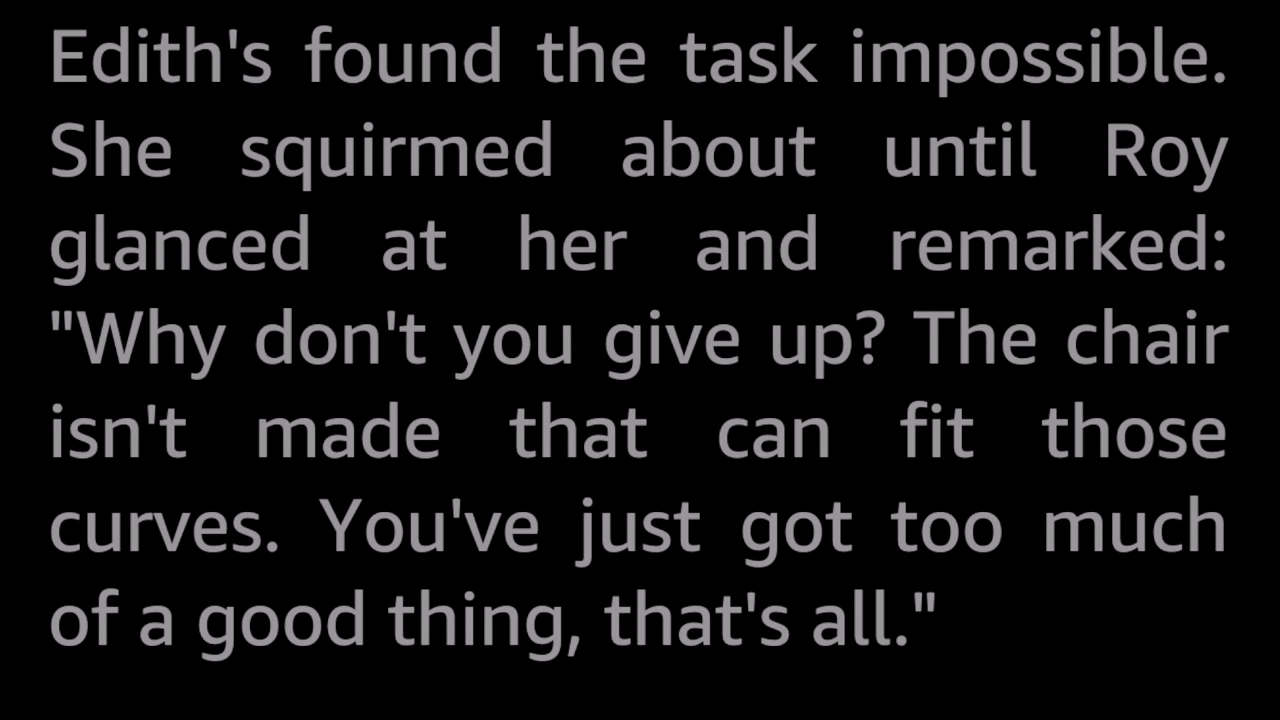 Edith's found the task impossible.
She squirmed about until Roy
glanced at her and remarked:
"Why don't you give up? The chair
isn't made that can fit those
curves. You've just got too much
of a good thing, that's all."